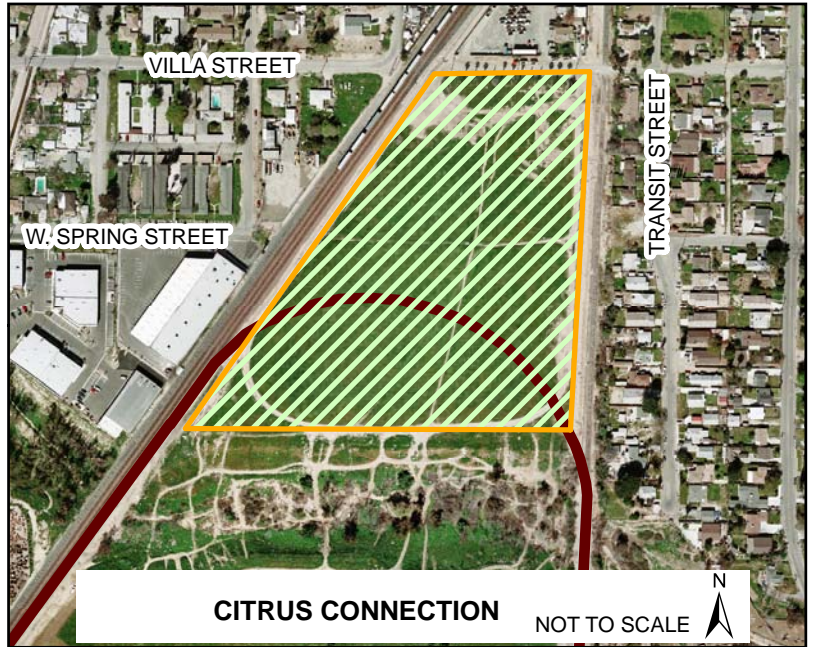 VILLA STREET
TRANSIT STREET
W. SPRING STREET
CITRUS CONNECTION
NOT TO SCALE
N